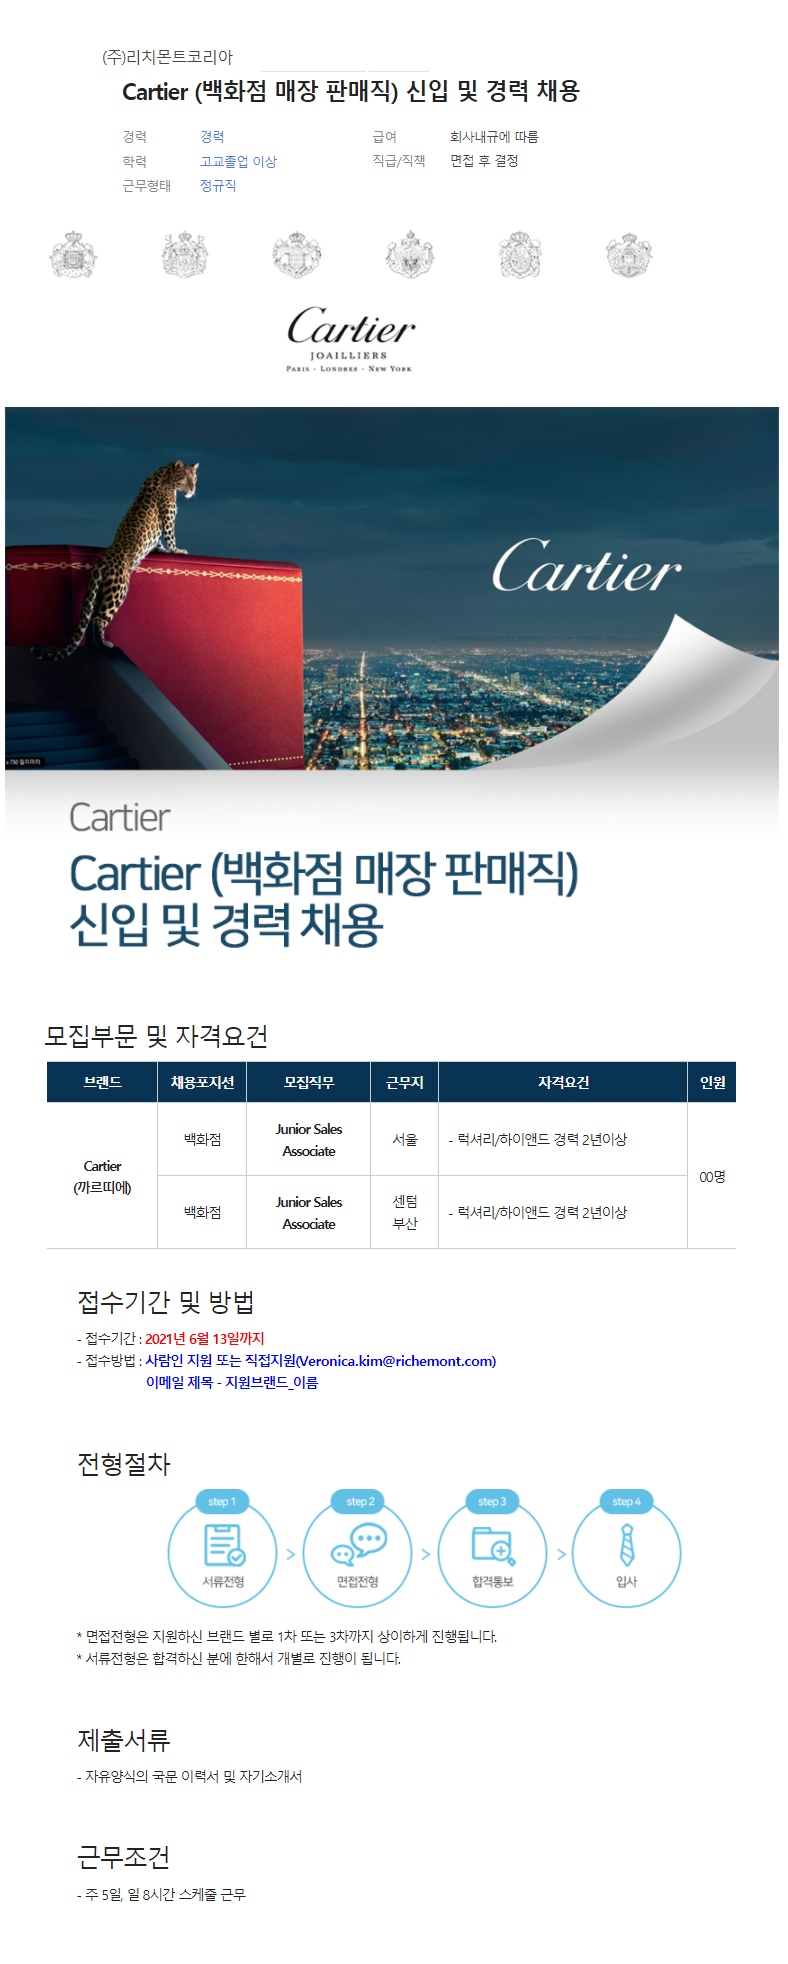 (주)리치몬트코리아
Cartier (백화점 매장 판매직) 신입 및 경력 채용
경력 경력 급여 회사내규에 따름
학력 고교졸업 이상 직급/직책 면접 후 결정
근무형태 정규직
Cartier
JOAILLIERS
PARIS - LONDRES - NEW YORK
Cartier
x 750 밀리미터
Cartier
Cartier (백화점 매장 판매직)
신입 및 경력 채용
모집부문 및 자격요건
브랜드 채용포지션 모집직무 근무지 자격요건 인원
Cartier
(까르띠에)
백화점 Junior Sales
Associate 서울 - 럭셔리/하이앤드 경력 2년이상
00명
백화점 Junior Sales
Associate 센텀
부산 - 럭셔리/하이앤드 경력 2년이상
접수기간 및 방법
- 접수기간 : 2021년 6월 13일까지
- 접수방법 : 사람인 지원 또는 직접지원(Veronica.kim@richemont.com)
이메일 제목 - 지원브랜드_이름
전형절차
step 1 step 2 step 3 step 4
서류전형 > 면접전형 > 합격통보 > 입사
* 면접전형은 지원하신 브랜드 별로 1차 또는 3차까지 상이하게 진행됩니다.
* 서류전형은 합격하신 분에 한해서 개별로 진행이 됩니다.
제출서류
- 자유양식의 국문 이력서 및 자기소개서
근무조건
- 주 5일, 일 8시간 스케줄 근무